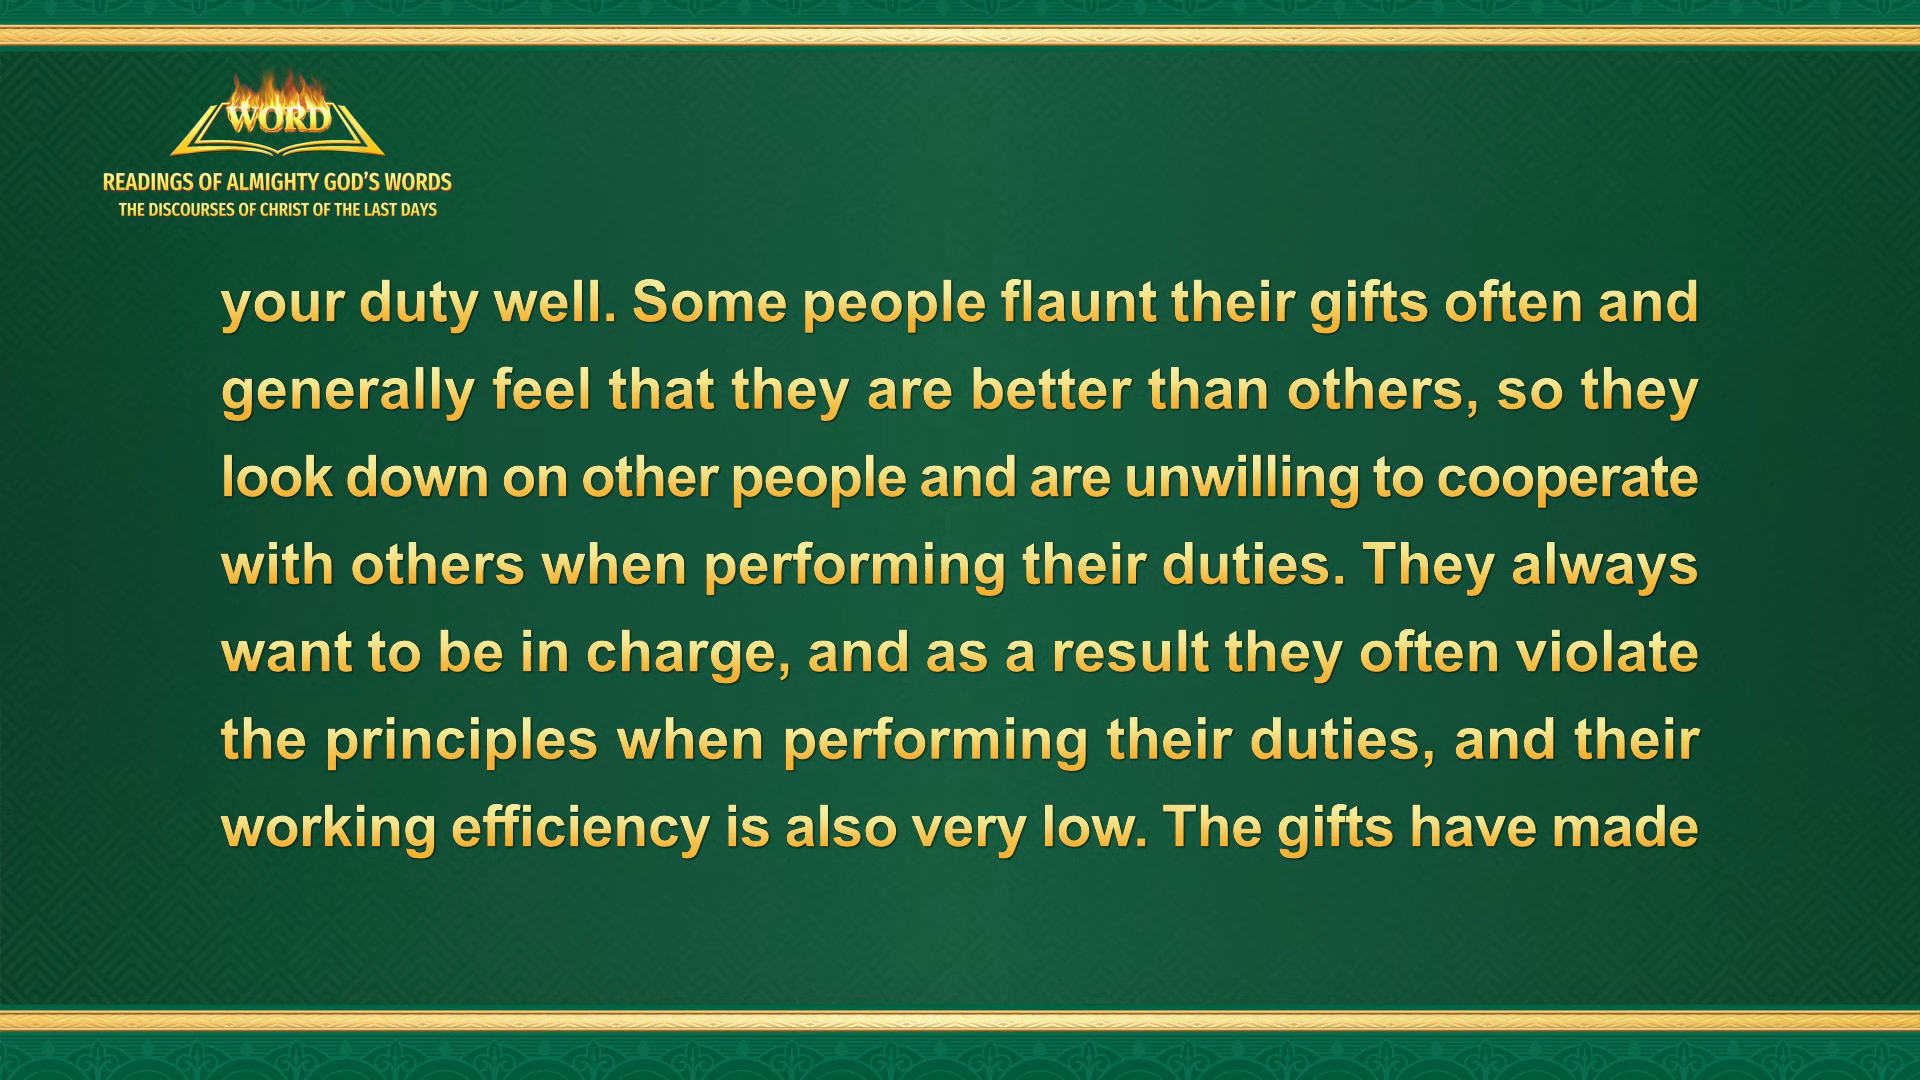 WORD
READINGS OF ALMIGHTY GOD'S WORDS
THE DISCOURSES OF CHRIST OF THE LAST DAYS
your duty well. Some people flaunt their gifts often and
generally feel that they are better than others, so they
look down on other people and are unwilling to cooperate
with others when performing their duties. They always
want to be in charge, and as a result they often violate
the principles when performing their duties, and their
working efficiency is also very low. The gifts have made